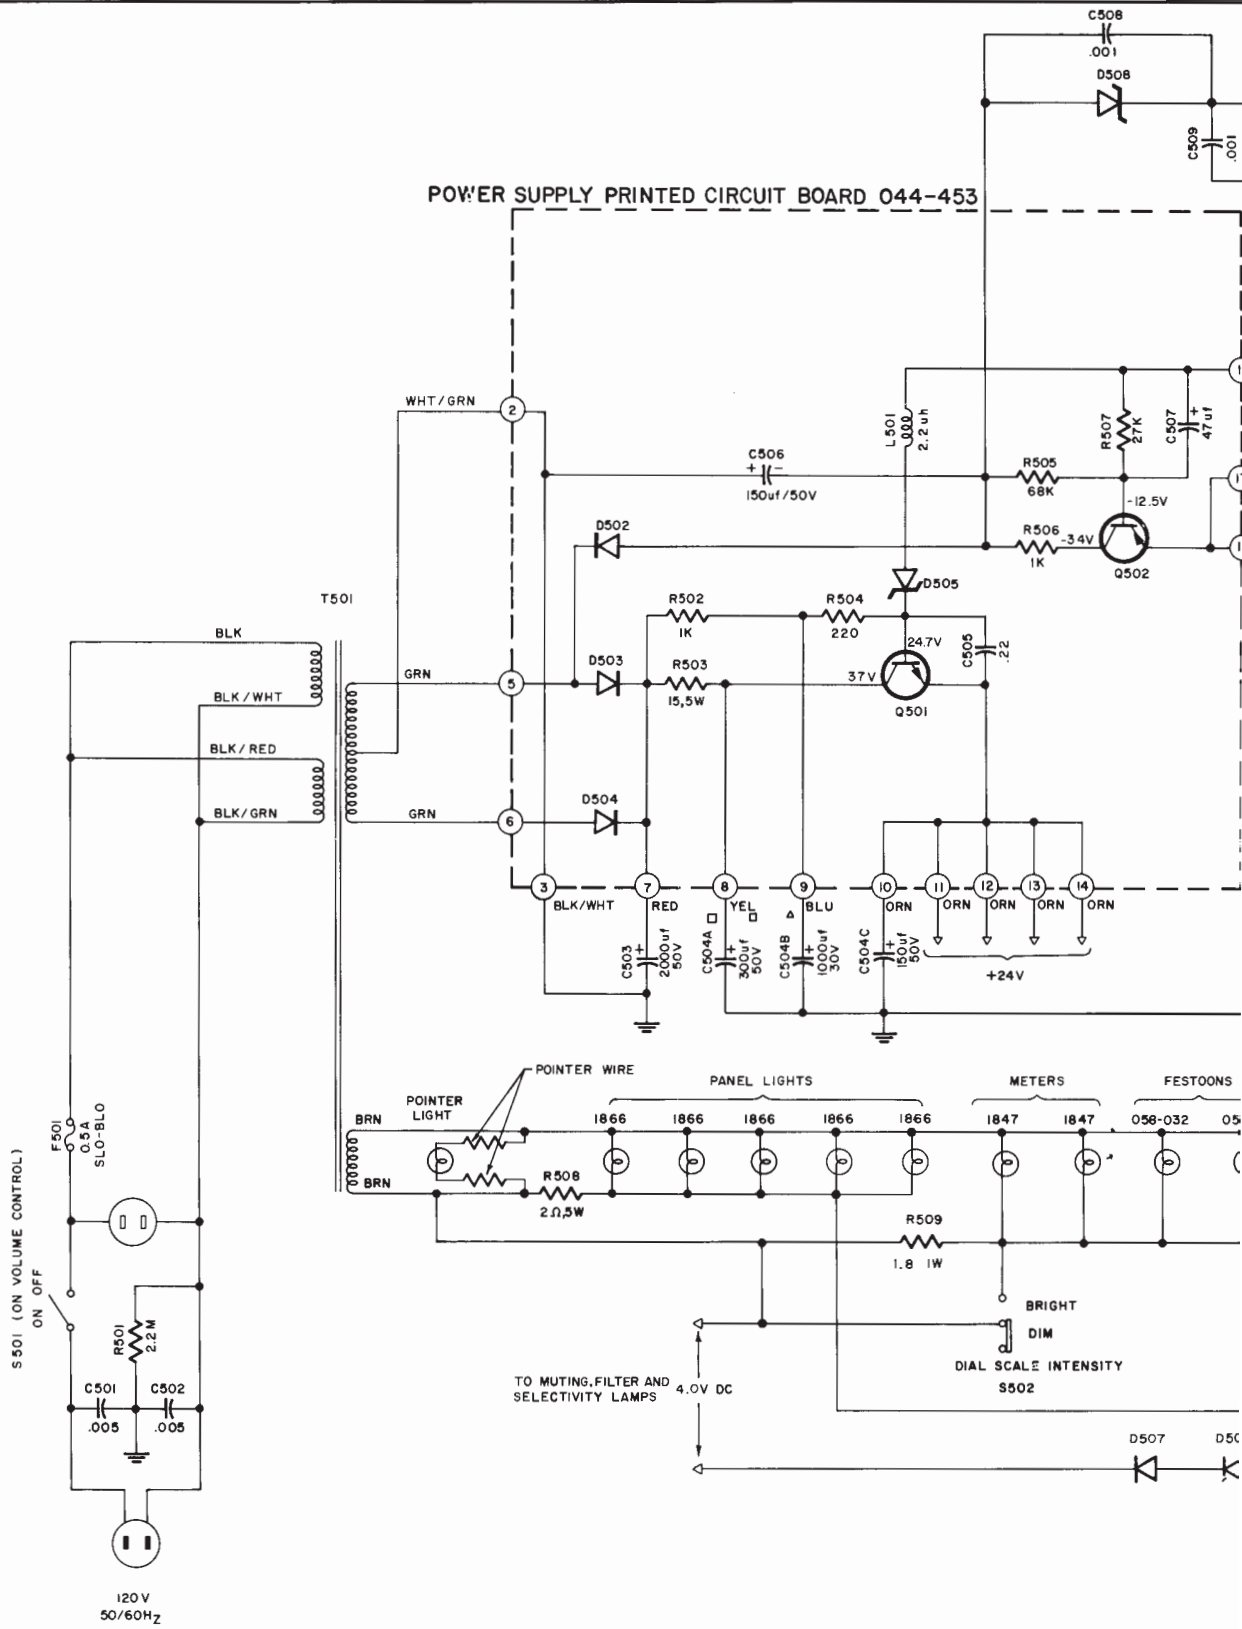 C508
.001
D508
C509
.001
POWER SUPPLY PRINTED CIRCUIT BOARD 044-453
WHT/GRN
2
L501
2.2uh
R507
27K
C507
+
47uf
C506
+ -
150uf/50V
R505
68K
-12.5V
D502
R506
-34V
1K
Q502
D505
T501
R502
1K
R504
220
24.7V
C505
.22
BLK
GRN
5
D503
R503
15,5W
37V
Q501
BLK/WHT
BLK/RED
BLK/GRN
GRN
6
D504
3
7
8
9
10
11
12
13
14
BLK/WHT
RED
YEL
BLU
ORN
ORN
ORN
ORN
ORN
C503
+
2000uf
50V
C504A
+
300uf
50V
C504B
+
1000uf
30V
C504C
+
150uf
50V
+24V
POINTER WIRE
PANEL LIGHTS
METERS
FESTOONS
POINTER
LIGHT
BRN
1866
1866
1866
1866
1866
1847
1847
058-032
BRN
R508
2Ω,5W
F501
0.5A
SLO-BLO
R509
1.8 1W
S501 (ON VOLUME CONTROL)
ON OFF
BRIGHT
DIM
DIAL SCALE INTENSITY
S502
R501
2.2M
TO MUTING, FILTER AND
SELECTIVITY LAMPS
4.0V DC
C501
.005
C502
.005
D507
120V
50/60Hz